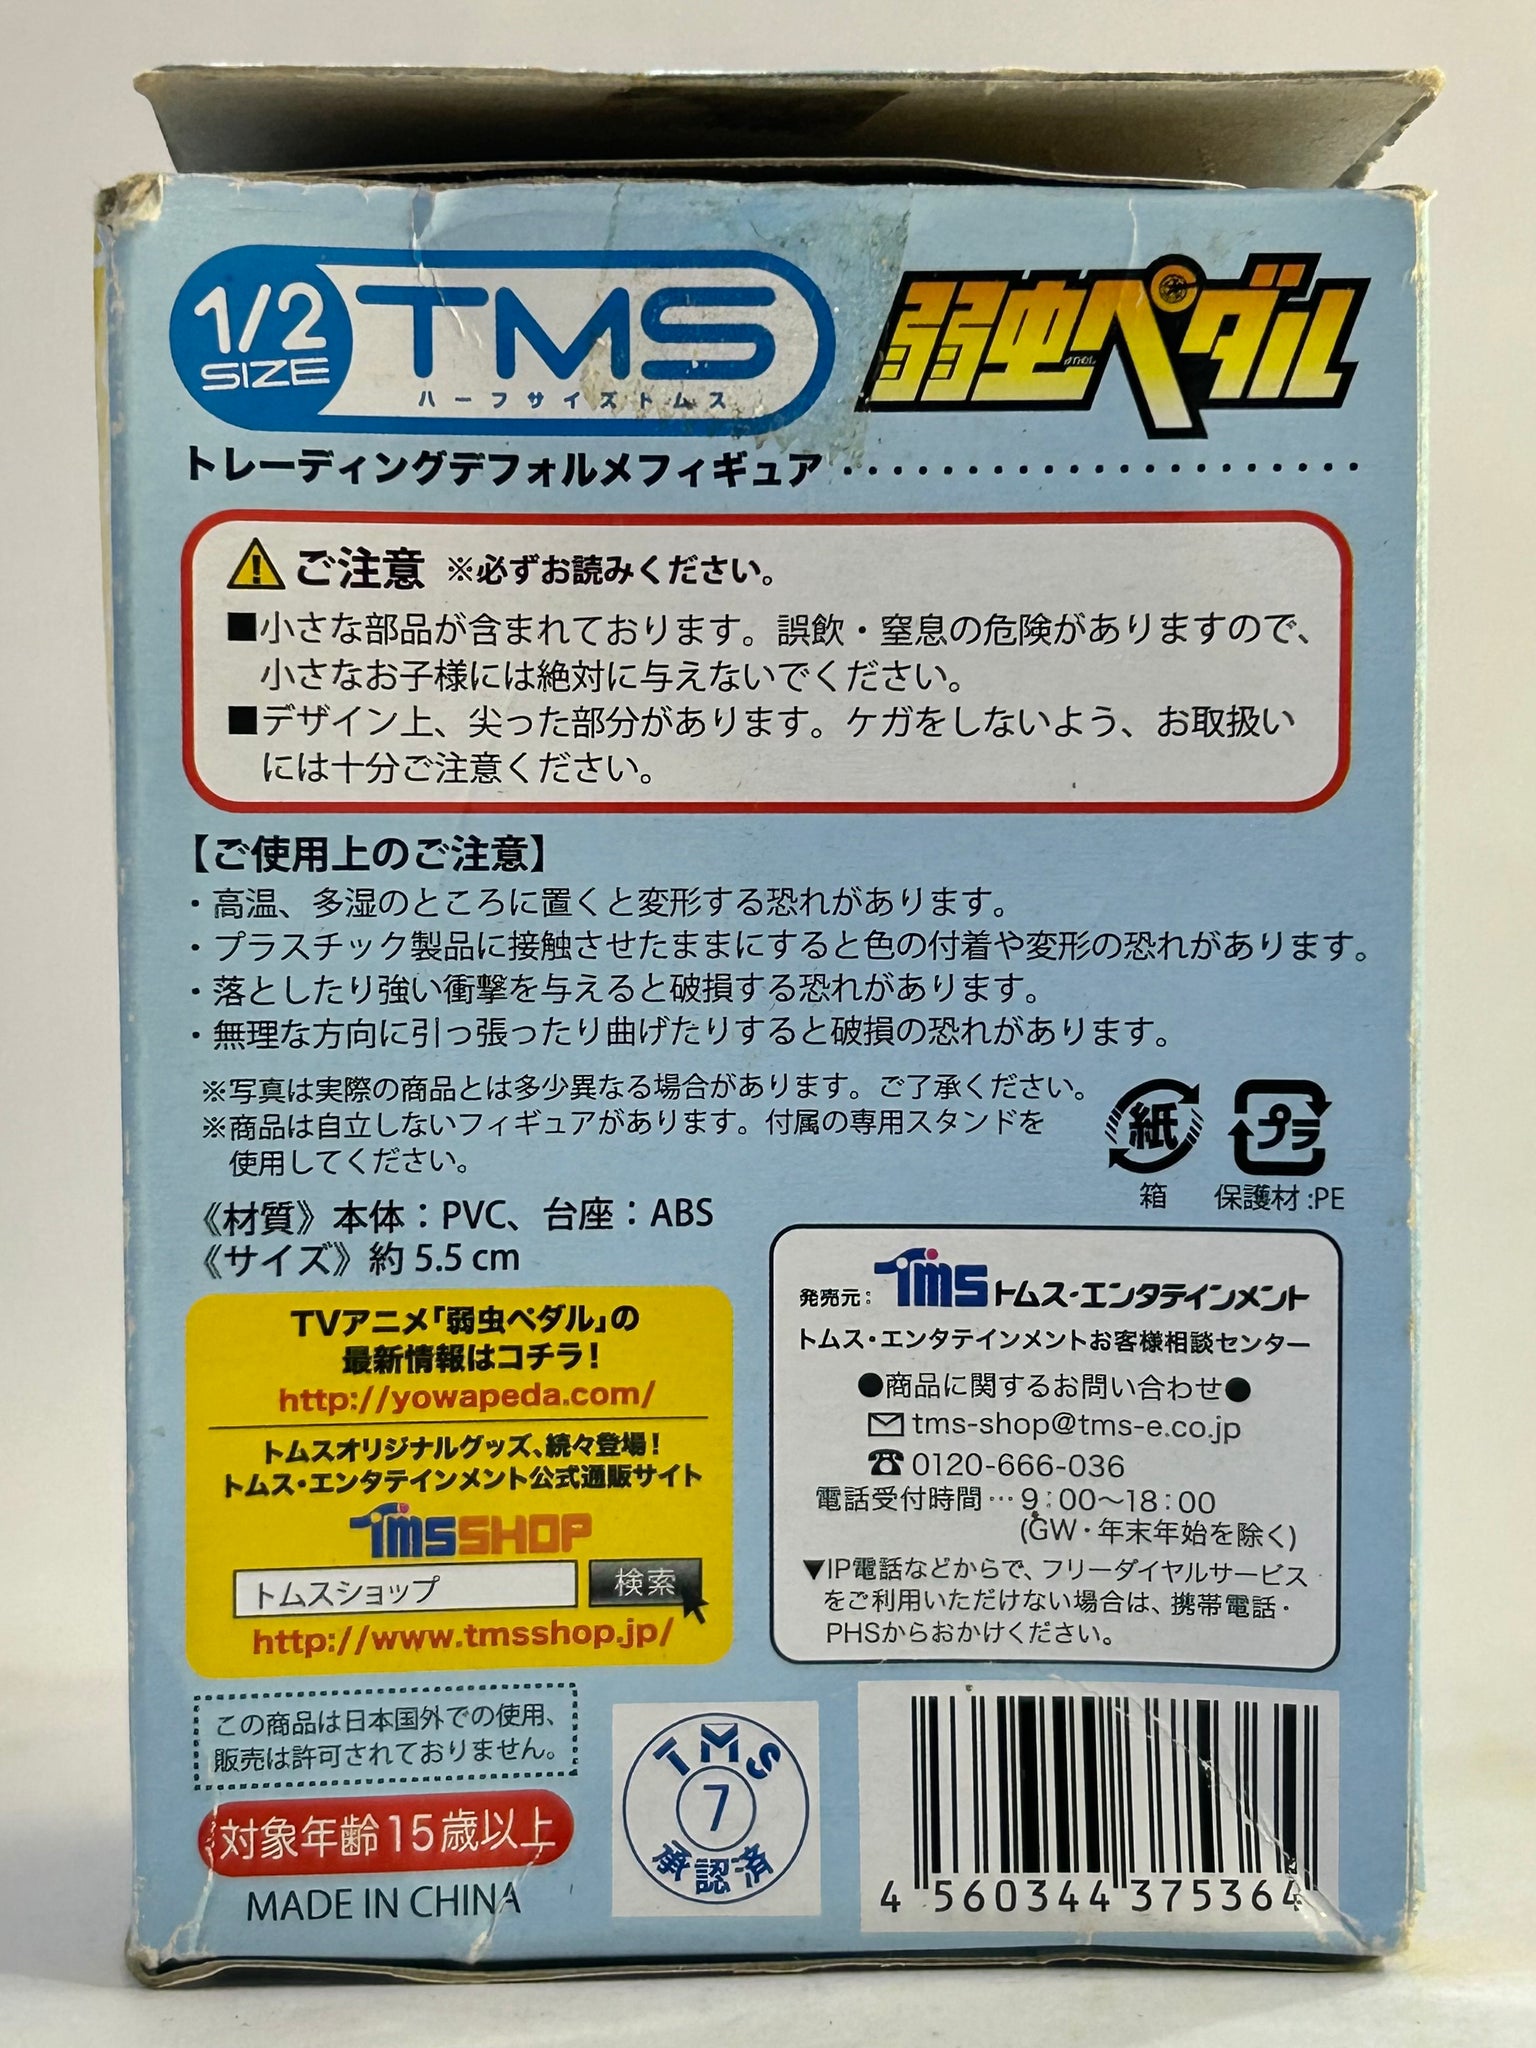 1/2
SIZE
TMS
ハーフサイズトムス
弱虫ペダル
トレーディングデフォルメフィギュア
ご注意 ※必ずお読みください。
■小さな部品が含まれております。誤飲・窒息の危険がありますので、
小さなお子様には絶対に与えないでください。
■デザイン上、尖った部分があります。ケガをしないよう、お取扱い
には十分ご注意ください。
【ご使用上のご注意】
・高温、多湿のところに置くと変形する恐れがあります。
・プラスチック製品に接触させたままにすると色の付着や変形の恐れがあります。
・落としたり強い衝撃を与えると破損する恐れがあります。
・無理な方向に引っ張ったり曲げたりすると破損の恐れがあります。
※写真は実際の商品とは多少異なる場合があります。ご了承ください。
※商品は自立しないフィギュアがあります。付属の専用スタンドを
使用してください。
紙
箱
プラ
保護材:PE
《材質》本体：PVC、台座：ABS
《サイズ》約 5.5 cm
TVアニメ「弱虫ペダル」の
最新情報はコチラ！
http://yowapeda.com/
トムスオリジナルグッズ、続々登場！
トムス・エンタテインメント公式通販サイト
TMSSHOP
トムスショップ 検索
http://www.tmsshop.jp/
発売元： TMS トムス・エンタテインメント
トムス・エンタテインメントお客様相談センター
●商品に関するお問い合わせ●
tms-shop@tms-e.co.jp
0120-666-036
電話受付時間…9：00〜18：00
(GW・年末年始を除く)
▼IP電話などからで、フリーダイヤルサービス
をご利用いただけない場合は、携帯電話・
PHSからおかけください。
この商品は日本国外での使用、
販売は許可されておりません。
対象年齢15歳以上
MADE IN CHINA
TMS
7
承認済
4 560344 375364